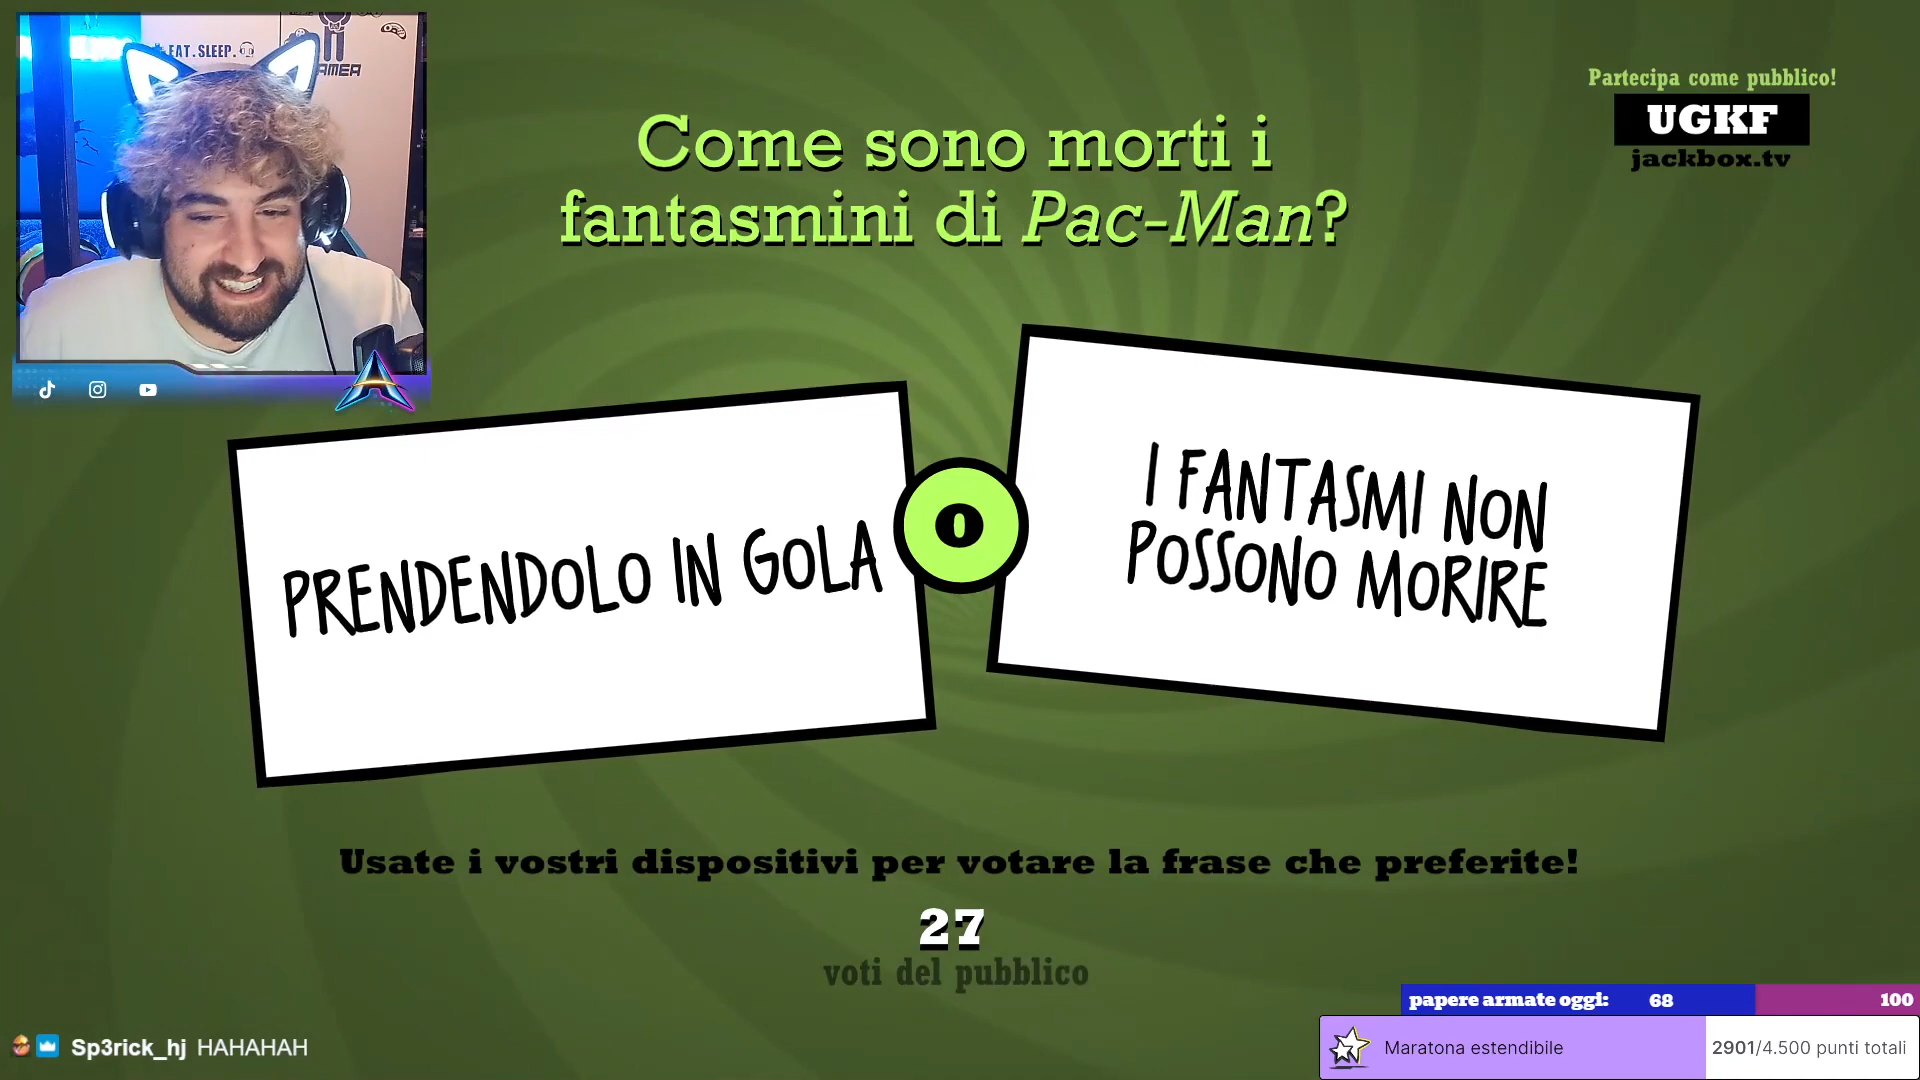 EAT.SLEEP.
GAMER
Partecipa come pubblico!
UGKF
jackbox.tv
Come sono morti i
fantasmini di Pac-Man?
PRENDENDOLO IN GOLA
O
I FANTASMI NON
POSSONO MORIRE
Usate i vostri dispositivi per votare la frase che preferite!
27
voti del pubblico
papere armate oggi: 68 100
Maratona estendibile 2901/4.500 punti totali
Sp3rick_hj HAHAHAH